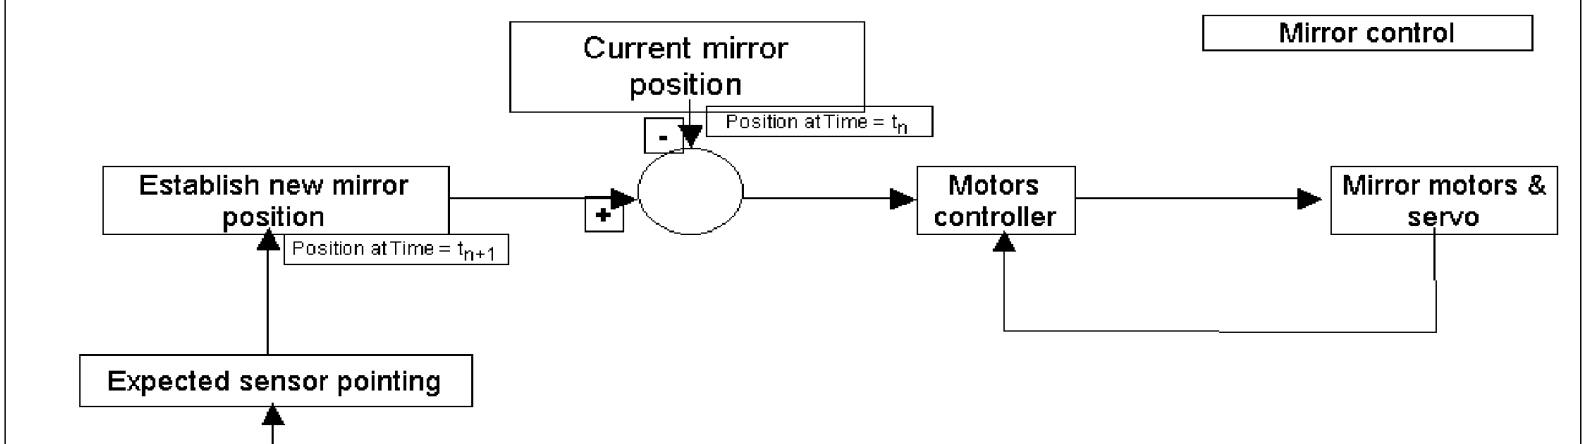 Mirror control
Current mirror
position
Position at Time = tn
-
Establish new mirror
position
+
Position at Time = tn+1
Motors
controller
Mirror motors &
servo
Expected sensor pointing